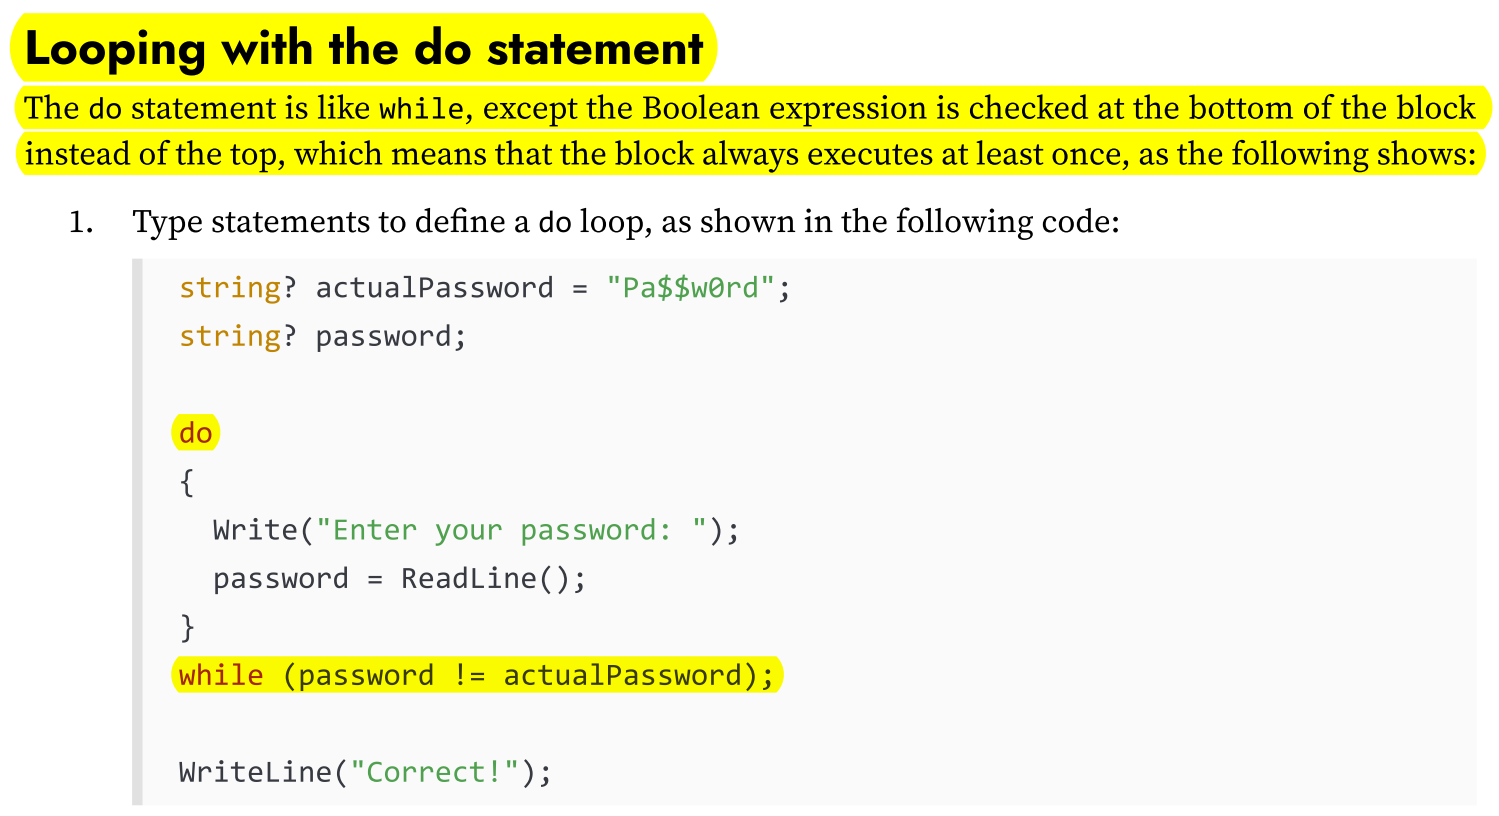 Looping with the do statement
The do statement is like while, except the Boolean expression is checked at the bottom of the block
instead of the top, which means that the block always executes at least once, as the following shows:
1. Type statements to define a do loop, as shown in the following code:
string? actualPassword = "Pa$$w0rd";
string? password;
do
{
  Write("Enter your password: ");
  password = ReadLine();
}
while (password != actualPassword);
WriteLine("Correct!");